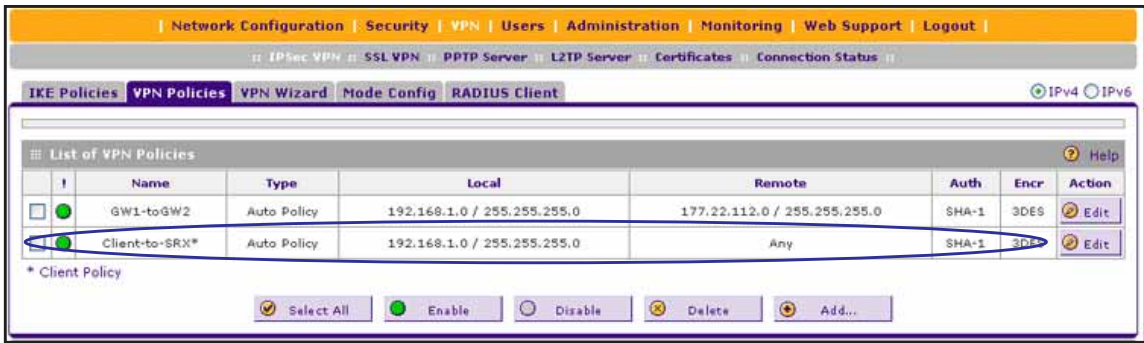 | Network Configuration | Security | VPN | Users | Administration | Monitoring | Web Support | Logout |
:: IPSec VPN :: SSL VPN :: PPTP Server :: L2TP Server :: Certificates :: Connection Status ::
IKE Policies VPN Policies VPN Wizard Mode Config RADIUS Client IPv4 IPv6
List of VPN Policies Help
! Name Type Local Remote Auth Encr Action
GW1-toGW2 Auto Policy 192.168.1.0 / 255.255.255.0 177.22.112.0 / 255.255.255.0 SHA-1 3DES Edit
Client-to-SRX* Auto Policy 192.168.1.0 / 255.255.255.0 Any SHA-1 3DES Edit
* Client Policy
Select All Enable Disable Delete Add...